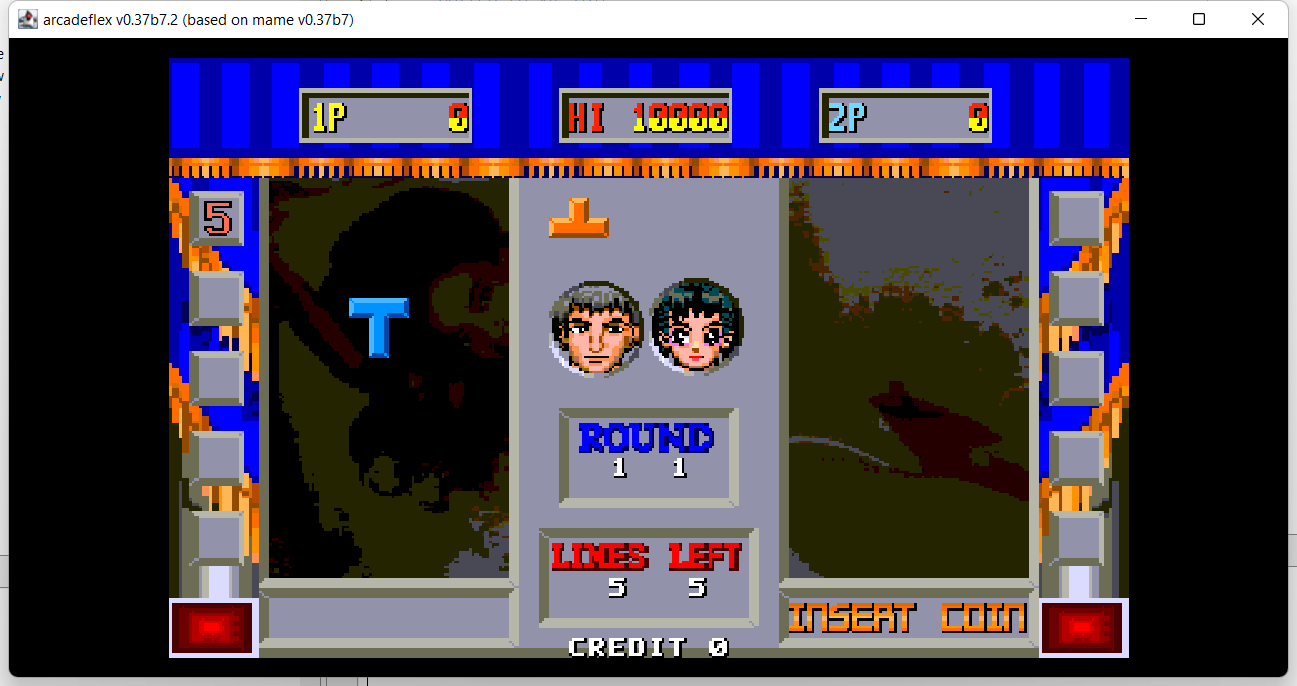 arcadeflex v0.37b7.2 (based on mame v0.37b7)
1P 0 HI 10000 2P 0
5
ROUND
1 1
LINES LEFT
5 5
INSERT COIN
CREDIT 0